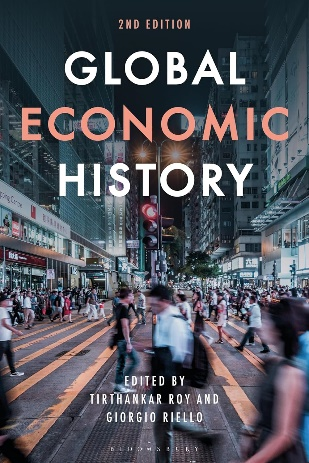 2ND EDITION
GLOBAL
ECONOMIC
HISTORY
EDITED BY
TIRTHANKAR ROY AND
GIORGIO RIELLO
BLOOMSBURY